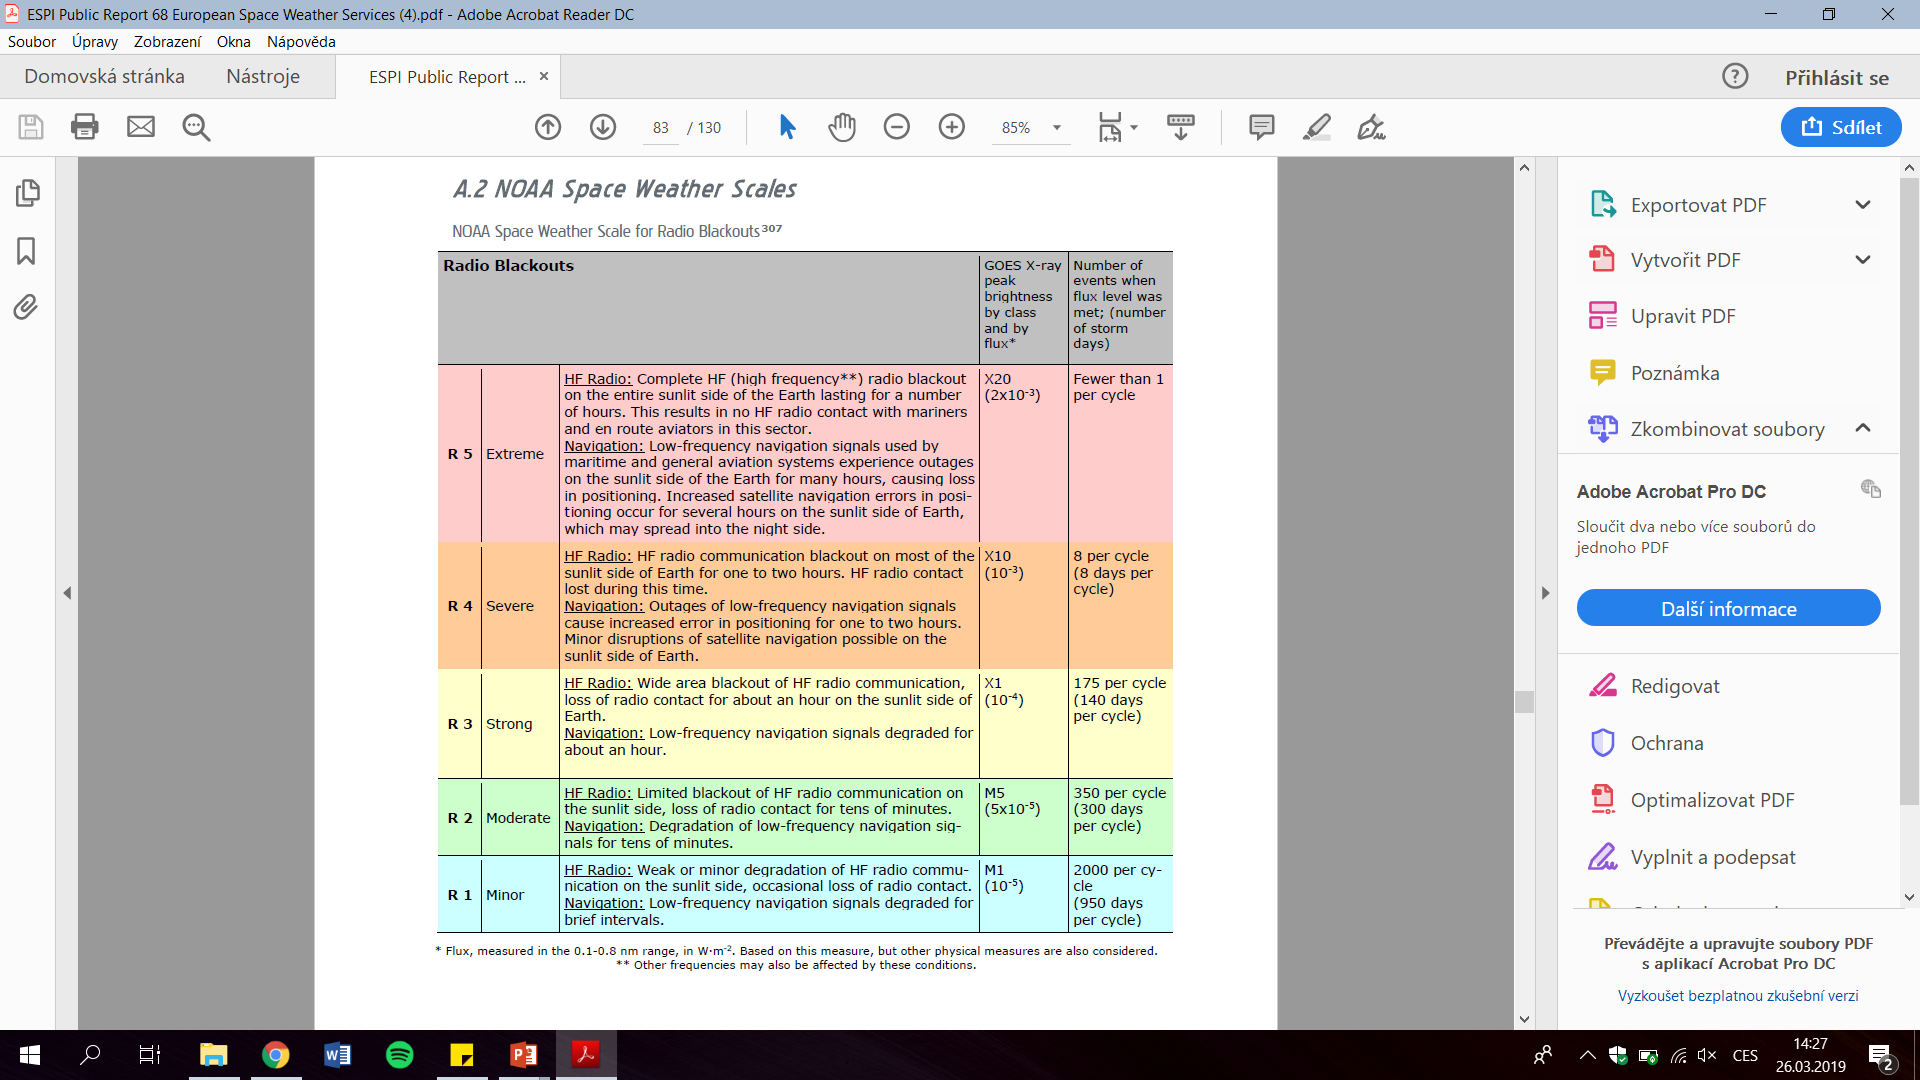 ESPI Public Report 68 European Space Weather Services (4).pdf - Adobe Acrobat Reader DC
Soubor Úpravy Zobrazení Okna Nápověda
Domovská stránka Nástroje ESPI Public Report ... × ? Přihlásit se
83 / 130 85% Sdílet
A.2 NOAA Space Weather Scales
NOAA Space Weather Scale for Radio Blackouts³⁰⁷
Radio Blackouts
GOES X-ray
peak
brightness
by class
and by
flux*
Number of
events when
flux level was
met; (number
of storm
days)
R 5
Extreme
HF Radio: Complete HF (high frequency**) radio blackout
on the entire sunlit side of the Earth lasting for a number
of hours. This results in no HF radio contact with mariners
and en route aviators in this sector.
Navigation: Low-frequency navigation signals used by
maritime and general aviation systems experience outages
on the sunlit side of the Earth for many hours, causing loss
in positioning. Increased satellite navigation errors in posi-
tioning occur for several hours on the sunlit side of Earth,
which may spread into the night side.
X20
(2x10⁻³)
Fewer than 1
per cycle
R 4
Severe
HF Radio: HF radio communication blackout on most of the
sunlit side of Earth for one to two hours. HF radio contact
lost during this time.
Navigation: Outages of low-frequency navigation signals
cause increased error in positioning for one to two hours.
Minor disruptions of satellite navigation possible on the
sunlit side of Earth.
X10
(10⁻³)
8 per cycle
(8 days per
cycle)
R 3
Strong
HF Radio: Wide area blackout of HF radio communication,
loss of radio contact for about an hour on the sunlit side of
Earth.
Navigation: Low-frequency navigation signals degraded for
about an hour.
X1
(10⁻⁴)
175 per cycle
(140 days
per cycle)
R 2
Moderate
HF Radio: Limited blackout of HF radio communication on
the sunlit side, loss of radio contact for tens of minutes.
Navigation: Degradation of low-frequency navigation sig-
nals for tens of minutes.
M5
(5x10⁻⁵)
350 per cycle
(300 days
per cycle)
R 1
Minor
HF Radio: Weak or minor degradation of HF radio commu-
nication on the sunlit side, occasional loss of radio contact.
Navigation: Low-frequency navigation signals degraded for
brief intervals.
M1
(10⁻⁵)
2000 per cy-
cle
(950 days
per cycle)
* Flux, measured in the 0.1-0.8 nm range, in W·m⁻². Based on this measure, but other physical measures are also considered.
** Other frequencies may also be affected by these conditions.
Exportovat PDF
Vytvořit PDF
Upravit PDF
Poznámka
Zkombinovat soubory
Adobe Acrobat Pro DC
Sloučit dva nebo více souborů do
jednoho PDF
Další informace
Redigovat
Ochrana
Optimalizovat PDF
Vyplnit a podepsat
Převádějte a upravujte soubory PDF
s aplikací Acrobat Pro DC
Vyzkoušet bezplatnou zkušební verzi
CES
14:27
26.03.2019
2